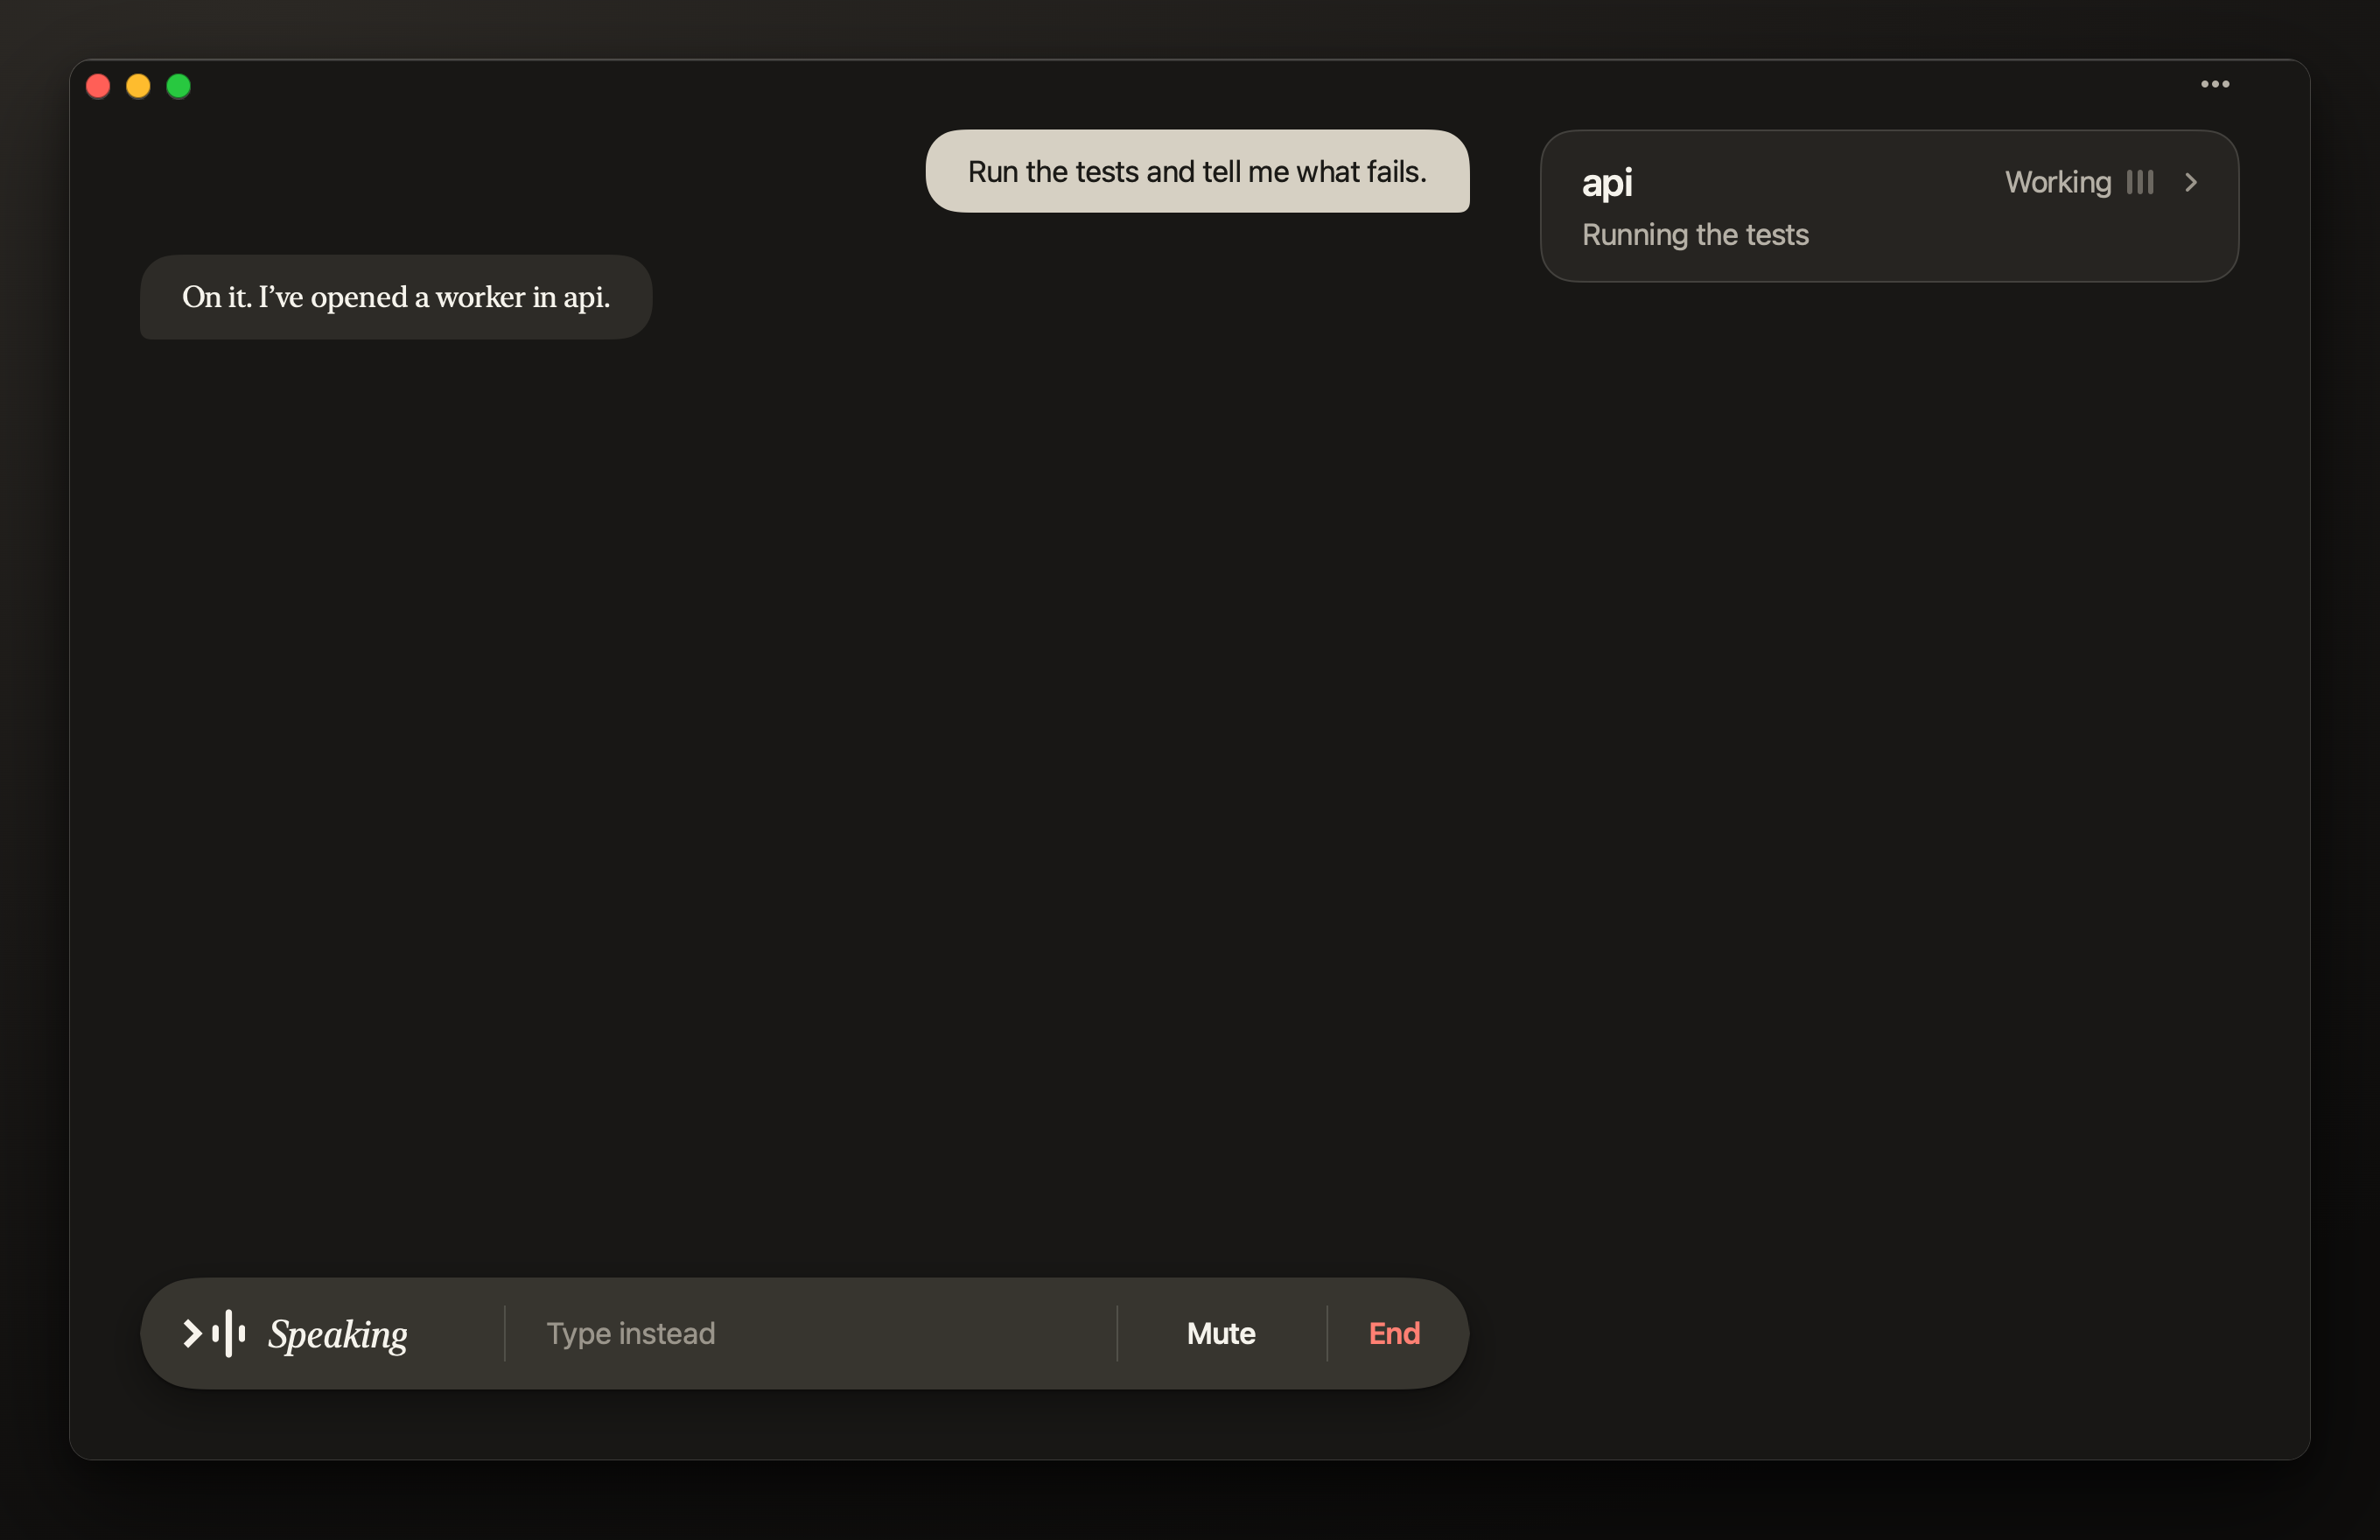 Run the tests and tell me what fails.
api
Working
Running the tests
On it. I’ve opened a worker in api.
Speaking
Type instead
Mute
End